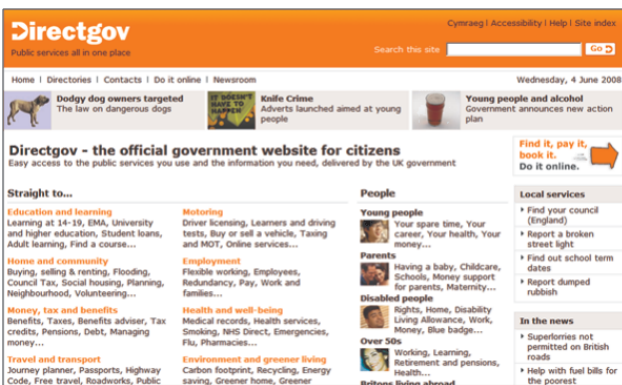 Directgov
Public services all in one place
Cymraeg | Accessibility | Help | Site index
Search this site
Go
Home | Directories | Contacts | Do it online | Newsroom
Wednesday, 4 June 2008
Dodgy dog owners targeted
The law on dangerous dogs
IT DOESN'T
HAVE TO
HAPPEN
Knife Crime
Adverts launched aimed at young
people
Young people and alcohol
Government announces new action
plan
Directgov - the official government website for citizens
Easy access to the public services you use and the information you need, delivered by the UK government
Find it, pay it,
book it.
Do it online.
Straight to...
Education and learning
Learning at 14-19, EMA, University
and higher education, Student loans,
Adult learning, Find a course...
Home and community
Buying, selling & renting, Flooding,
Council Tax, Social housing, Planning,
Neighbourhood, Volunteering...
Money, tax and benefits
Benefits, Taxes, Benefits adviser, Tax
credits, Pensions, Debt, Managing
money...
Travel and transport
Journey planner, Passports, Highway
Code, Free travel, Roadworks, Public
Motoring
Driver licensing, Learners and driving
tests, Buy or sell a vehicle, Taxing
and MOT, Online services...
Employment
Flexible working, Employees,
Redundancy, Pay, Work and
families...
Health and well-being
Medical records, Health services,
Smoking, NHS Direct, Emergencies,
Flu, Pharmacies...
Environment and greener living
Carbon footprint, Recycling, Energy
saving, Greener home, Greener
People
Young people
Your spare time, Your
career, Your health, Your
money...
Parents
Having a baby, Childcare,
Schools, Money support
for parents, Maternity...
Disabled people
Rights, Home, Disability
Living Allowance, Work,
Money, Blue badge...
Over 50s
Working, Learning,
Retirement and pensions,
Health...
Britons living abroad
Local services
Find your council
(England)
Report a broken
street light
Find out school term
dates
Report dumped
rubbish
In the news
Superlorries not
permitted on British
roads
Help with fuel bills for
the poorest